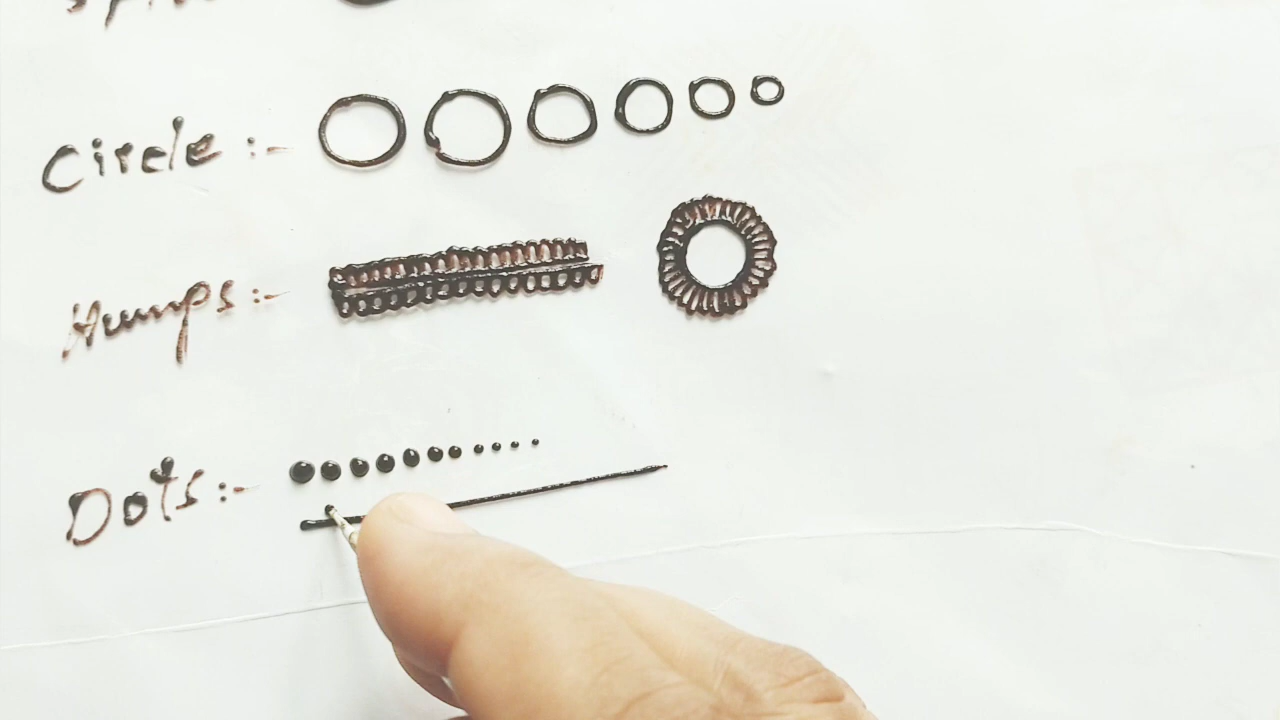 Circle :-
Humps :-
Dots :-